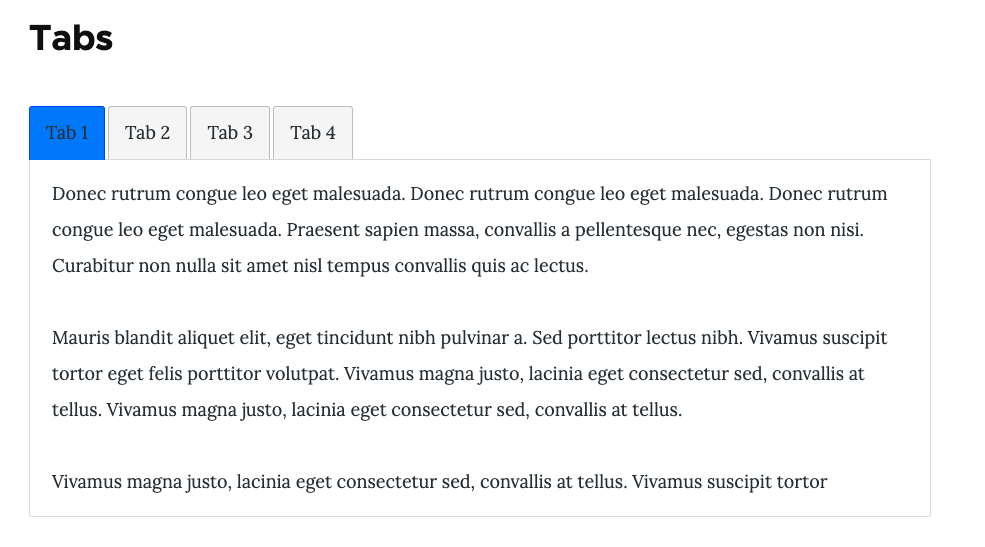 Tabs
Tab 1 Tab 2 Tab 3 Tab 4
Donec rutrum congue leo eget malesuada. Donec rutrum congue leo eget malesuada. Donec rutrum
congue leo eget malesuada. Praesent sapien massa, convallis a pellentesque nec, egestas non nisi.
Curabitur non nulla sit amet nisl tempus convallis quis ac lectus.
Mauris blandit aliquet elit, eget tincidunt nibh pulvinar a. Sed porttitor lectus nibh. Vivamus suscipit
tortor eget felis porttitor volutpat. Vivamus magna justo, lacinia eget consectetur sed, convallis at
tellus. Vivamus magna justo, lacinia eget consectetur sed, convallis at tellus.
Vivamus magna justo, lacinia eget consectetur sed, convallis at tellus. Vivamus suscipit tortor